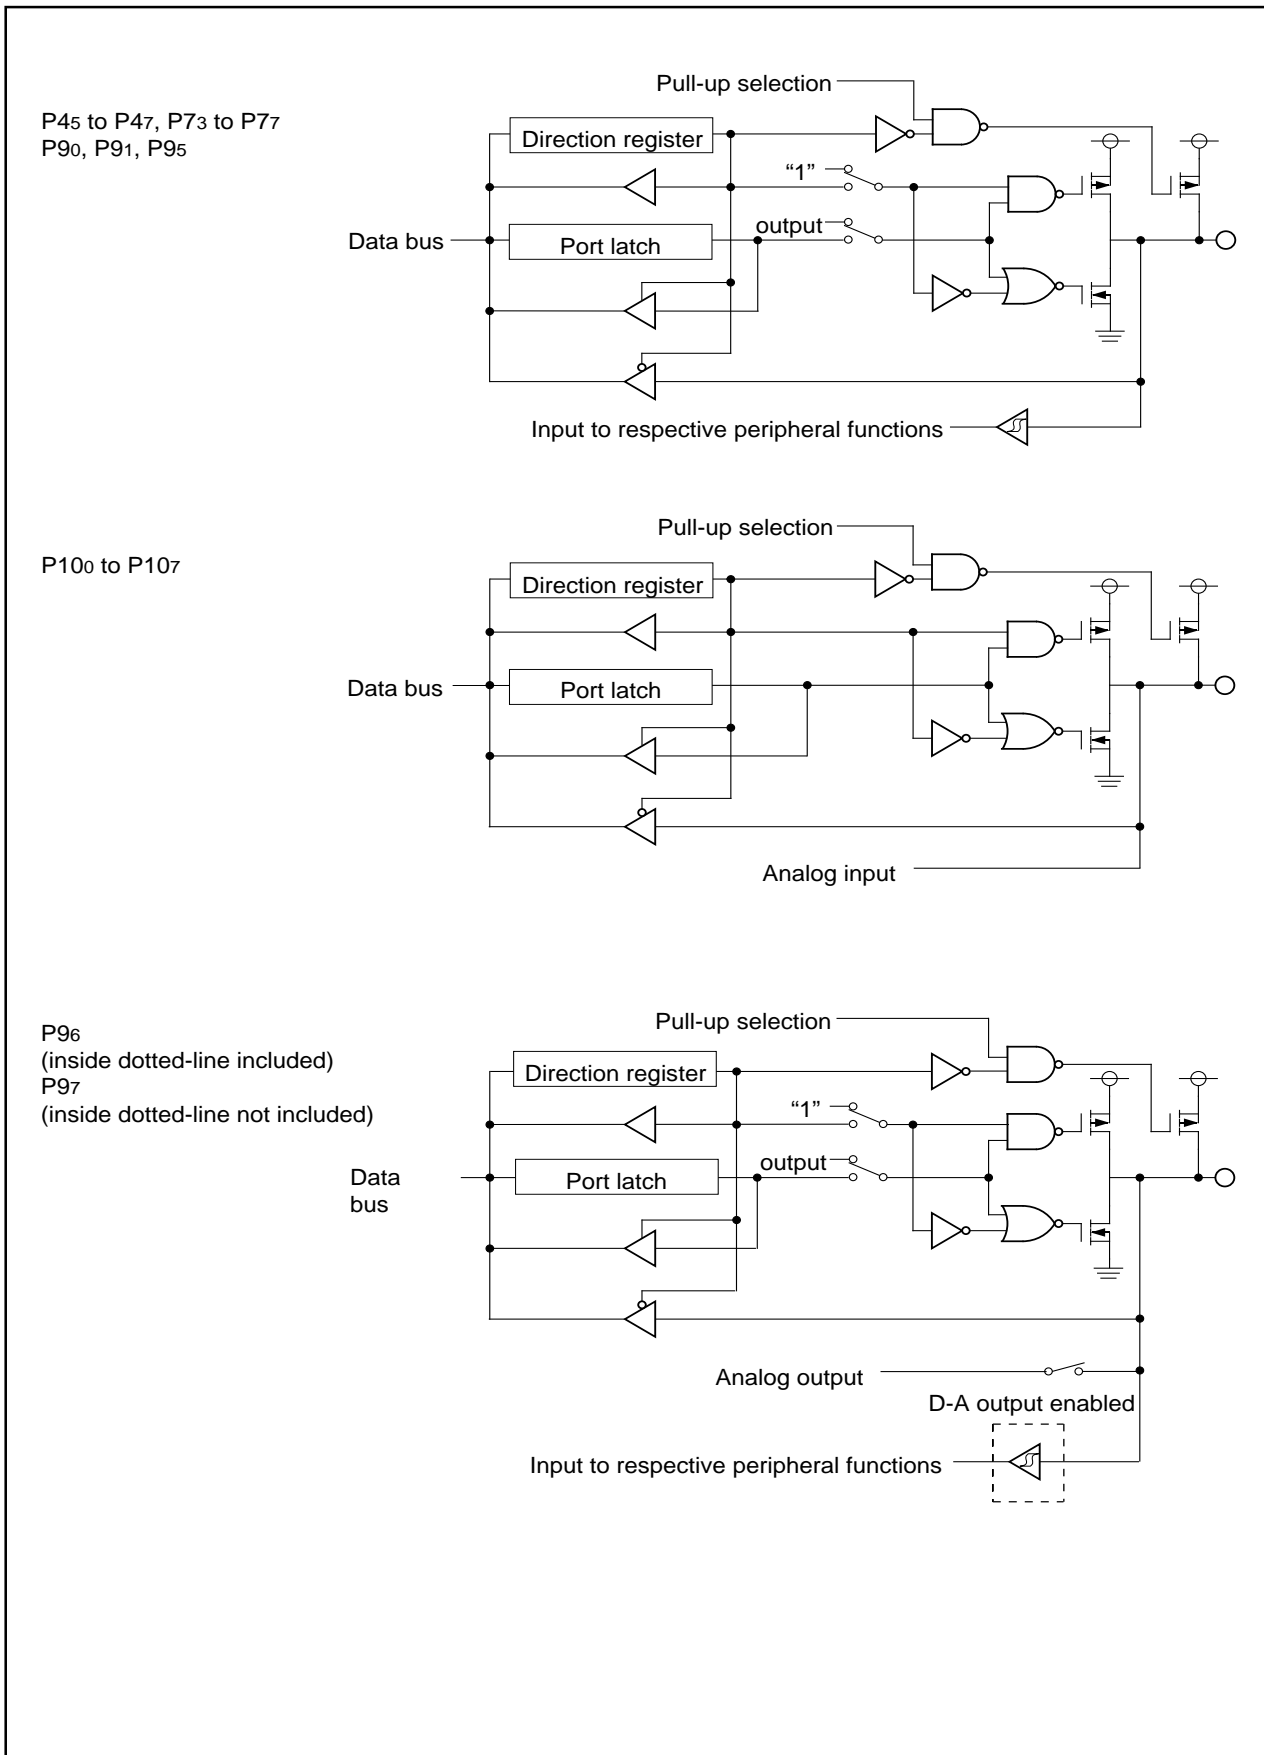 Pull-up selection
P45 to P47, P73 to P77
P90, P91, P95
Direction register
“1”
output
Data bus
Port latch
Input to respective peripheral functions
Pull-up selection
P100 to P107
Direction register
Data bus
Port latch
Analog input
P96
(inside dotted-line included)
P97
(inside dotted-line not included)
Pull-up selection
Direction register
“1”
output
Data
bus
Port latch
Analog output
D-A output enabled
Input to respective peripheral functions